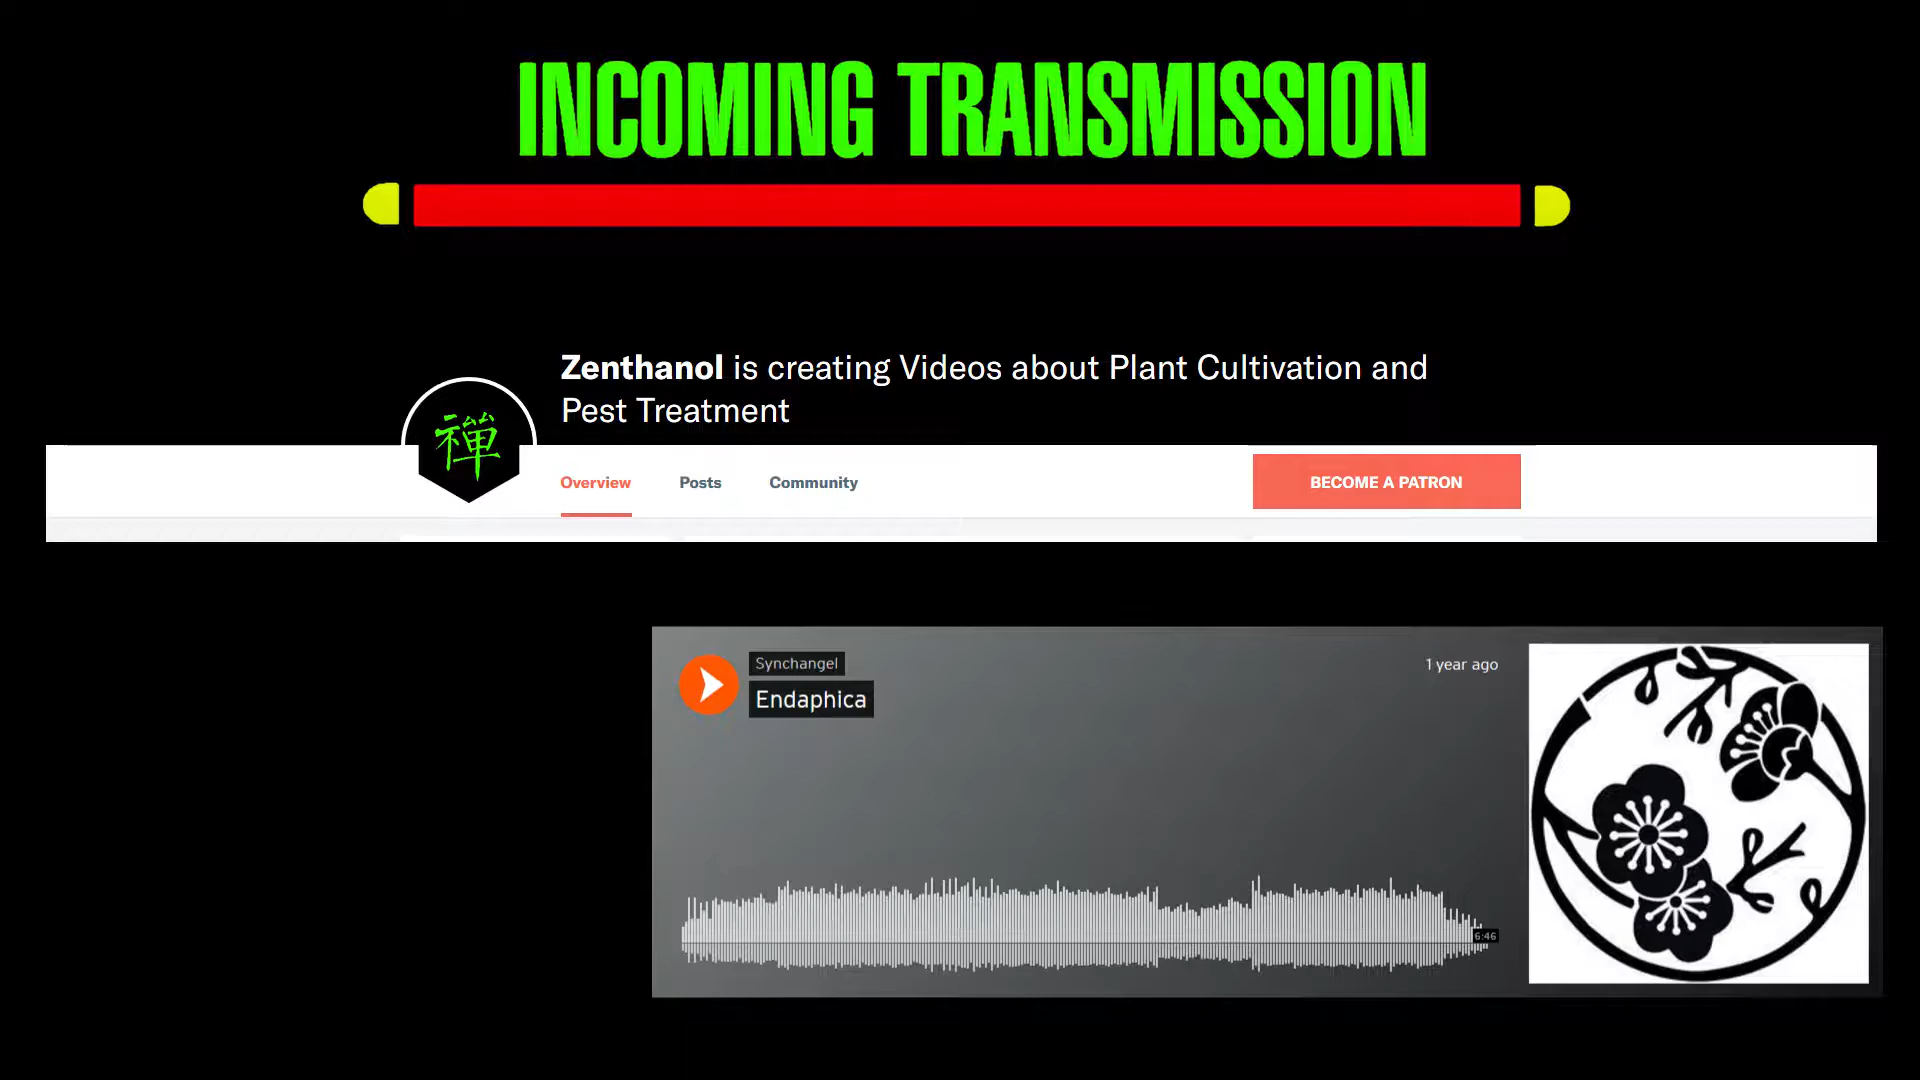 INCOMING TRANSMISSION
Zenthanol is creating Videos about Plant Cultivation and
Pest Treatment
禅
Overview Posts Community BECOME A PATRON
Synchangel
1 year ago
Endaphica
6:46